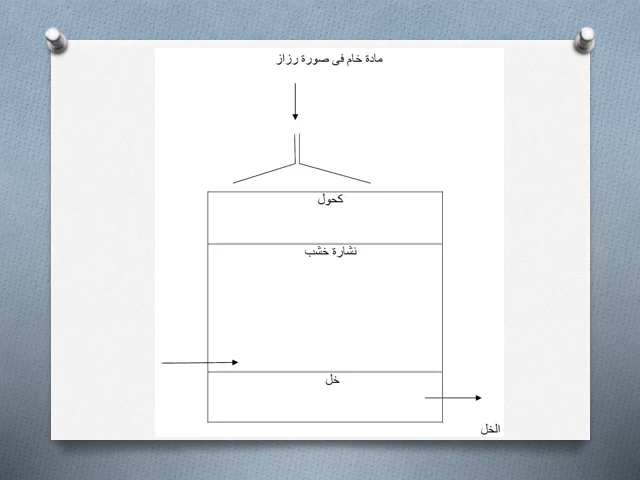 مادة خام فى صورة رزاز
كحول
نشارة خشب
خل
الخل